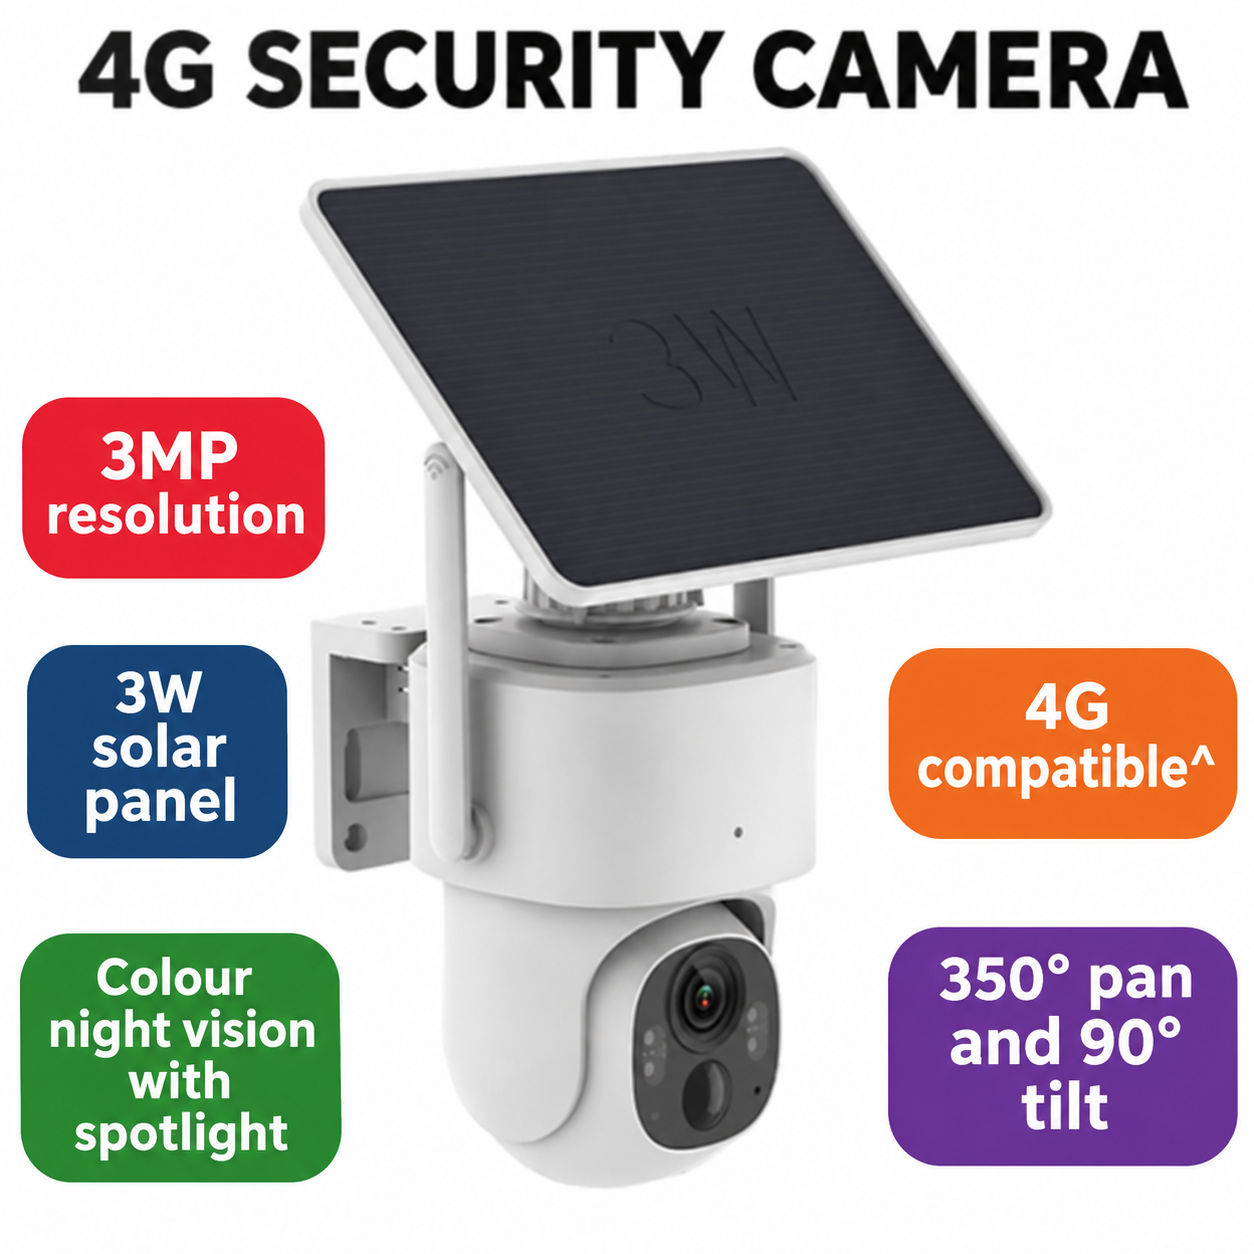 4G SECURITY CAMERA
3W
3MP
resolution
3W
solar
panel
4G
compatible^
Colour
night vision
with
spotlight
350° pan
and 90°
tilt